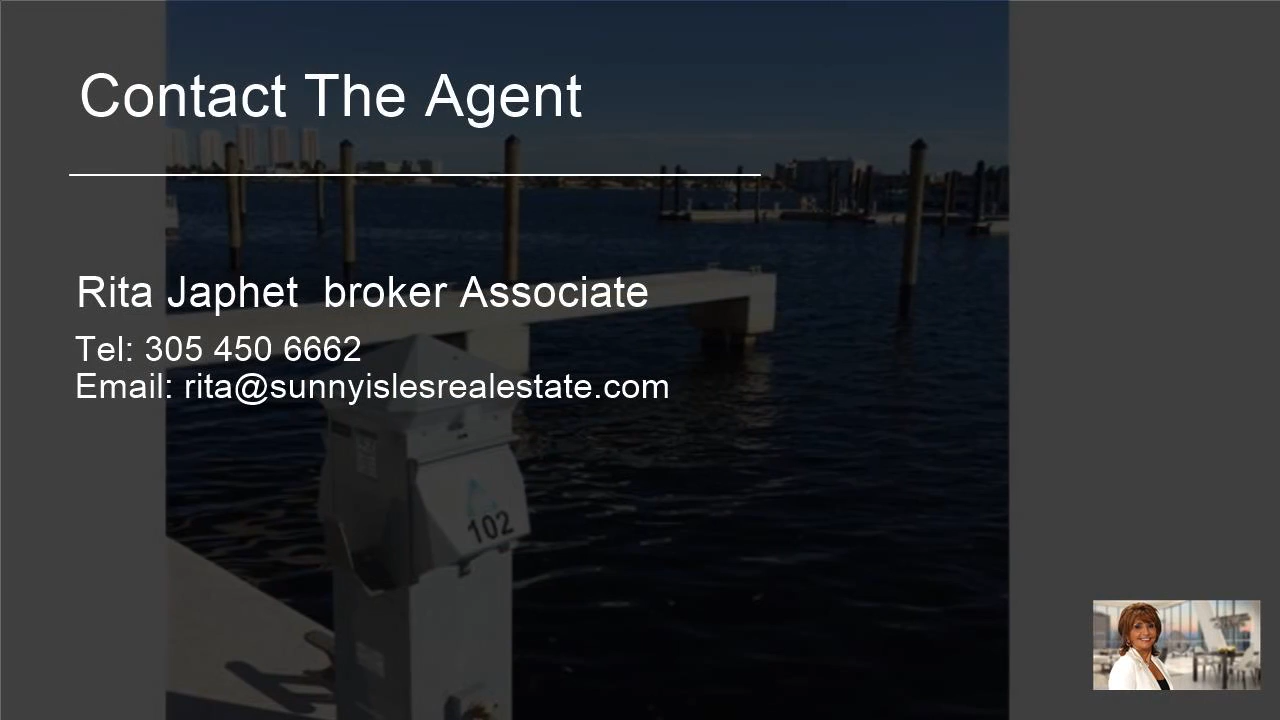 Contact The Agent
Rita Japhet  broker Associate
Tel: 305 450 6662
Email: rita@sunnyislesrealestate.com
102